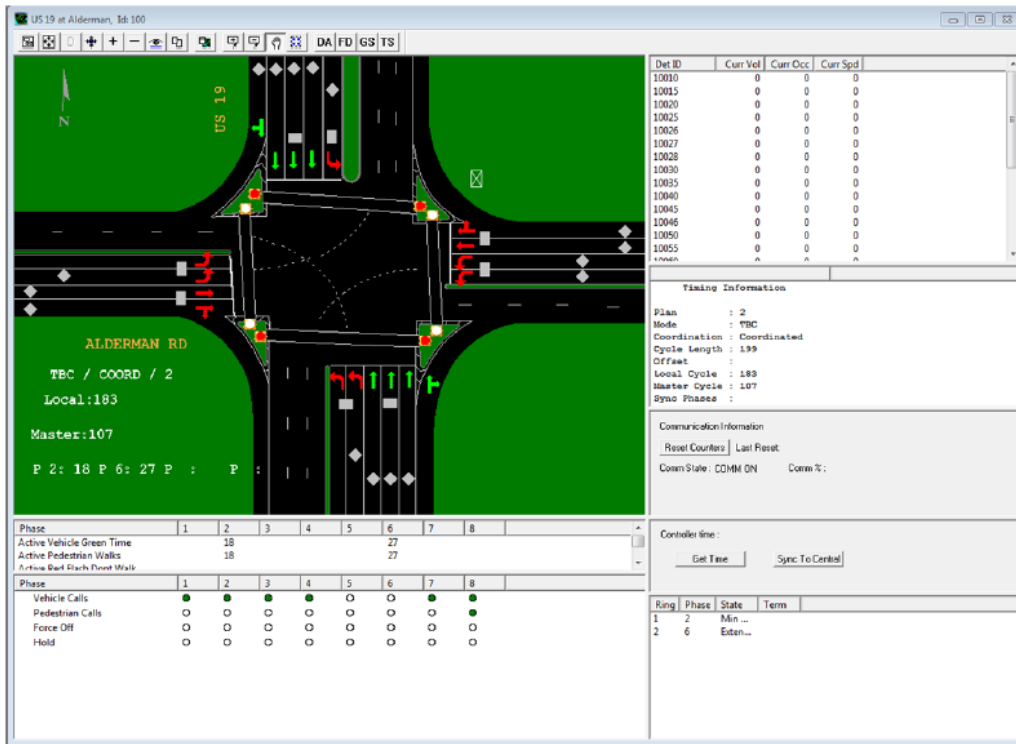 US 19 at Alderman, Id: 100
DA FD GS TS
N
US 19
ALDERMAN RD
TBC / COORD / 2
Local:183
Master:107
P 2: 18 P 6: 27 P : P :
Det ID Curr Vol Curr Occ Curr Spd
10010 0 0 0
10015 0 0 0
10020 0 0 0
10025 0 0 0
10026 0 0 0
10027 0 0 0
10028 0 0 0
10030 0 0 0
10035 0 0 0
10040 0 0 0
10045 0 0 0
10046 0 0 0
10050 0 0 0
10055 0 0 0
10060 0 0 0
Timing Information
Plan : 2
Mode : TBC
Coordination : Coordinated
Cycle Length : 199
Offset :
Local Cycle : 183
Master Cycle : 107
Sync Phases :
Communication Information
Reset Counters Last Reset:
Comm State : COMM ON Comm % :
Controller time :
Get Time Sync To Central
Phase 1 2 3 4 5 6 7 8
Active Vehicle Green Time 18 27
Active Pedestrian Walks 18 27
Active Red Flash Dont Walk
Phase 1 2 3 4 5 6 7 8
Vehicle Calls
Pedestrian Calls
Force Off
Hold
Ring Phase State Term
1 2 Min ...
2 6 Exten...